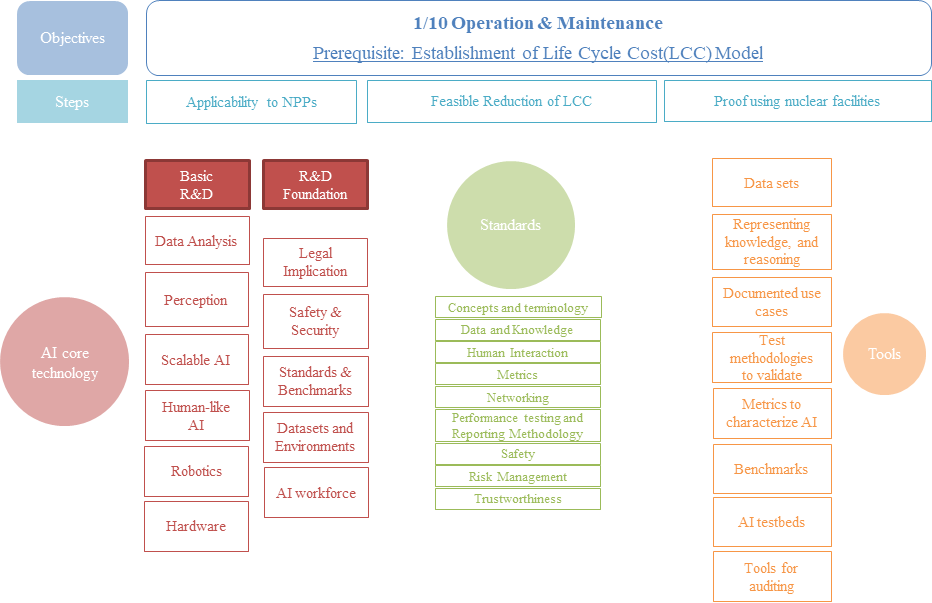 Objectives
1/10 Operation & Maintenance
Prerequisite: Establishment of Life Cycle Cost(LCC) Model
Steps
Applicability to NPPs
Feasible Reduction of LCC
Proof using nuclear facilities
AI core
technology
Basic
R&D
Data Analysis
Perception
Scalable AI
Human-like
AI
Robotics
Hardware
R&D
Foundation
Legal
Implication
Safety &
Security
Standards &
Benchmarks
Datasets and
Environments
AI workforce
Standards
Concepts and terminology
Data and Knowledge
Human Interaction
Metrics
Networking
Performance testing and
Reporting Methodology
Safety
Risk Management
Trustworthiness
Data sets
Representing
knowledge, and
reasoning
Documented use
cases
Test
methodologies
to validate
Metrics to
characterize AI
Benchmarks
AI testbeds
Tools for
auditing
Tools